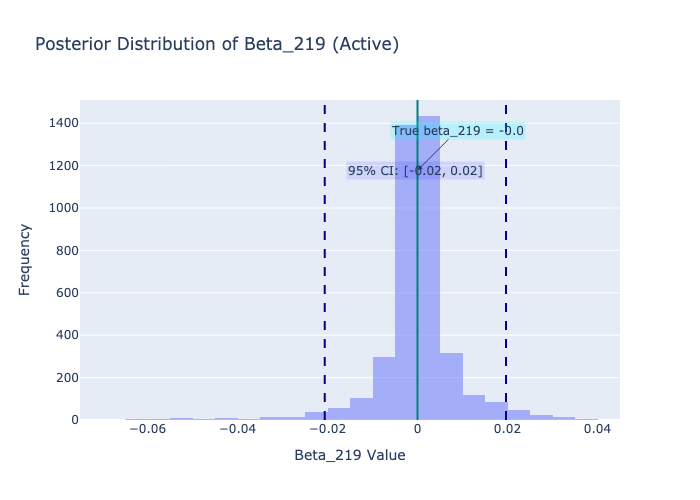 Posterior Distribution of Beta_219 (Active)
1400
1200
1000
800
600
400
200
0
Frequency
True beta_219 = -0.0
95% CI: [-0.02, 0.02]
−0.06
−0.04
−0.02
0
0.02
0.04
Beta_219 Value